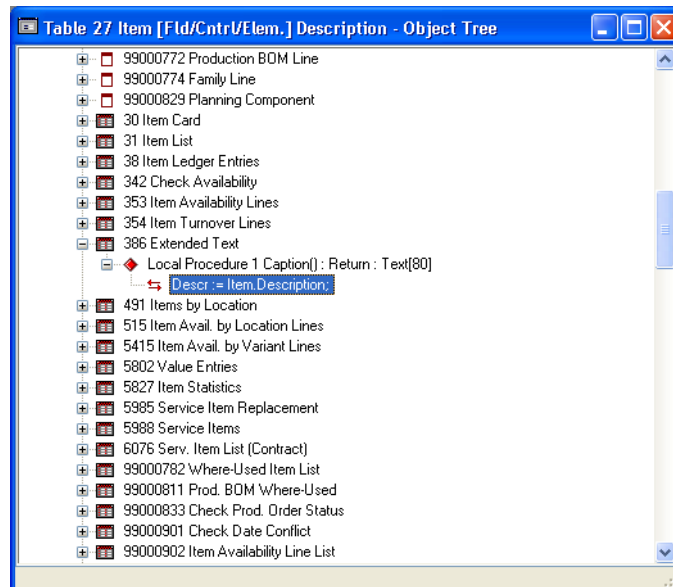 Table 27 Item [Fld/Cntrl/Elem.] Description - Object Tree
99000772 Production BOM Line
99000774 Family Line
99000829 Planning Component
30 Item Card
31 Item List
38 Item Ledger Entries
342 Check Availability
353 Item Availability Lines
354 Item Turnover Lines
386 Extended Text
Local Procedure 1 Caption() : Return : Text[80]
Descr := Item.Description;
491 Items by Location
515 Item Avail. by Location Lines
5415 Item Avail. by Variant Lines
5802 Value Entries
5827 Item Statistics
5985 Service Item Replacement
5988 Service Items
6076 Serv. Item List (Contract)
99000782 Where-Used Item List
99000811 Prod. BOM Where-Used
99000833 Check Prod. Order Status
99000901 Check Date Conflict
99000902 Item Availability Line List